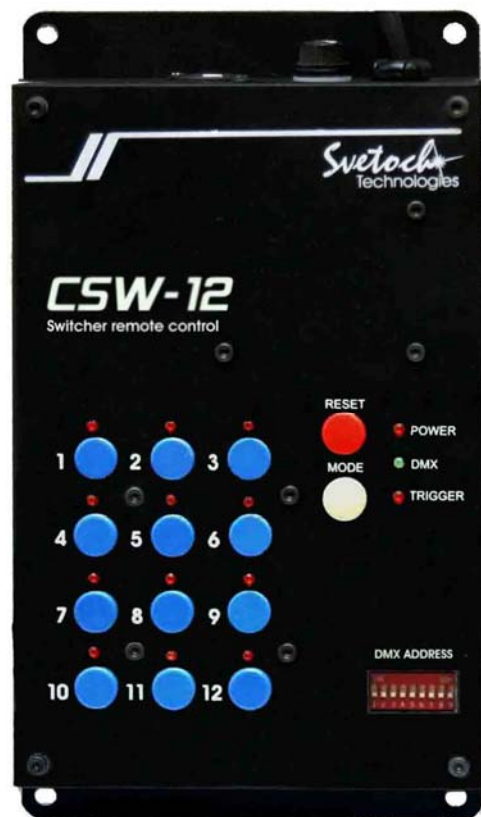 Svetoch
Technologies
CSW-12
Switcher remote control
RESET
POWER
1 2 3
DMX
MODE
TRIGGER
4 5 6
7 8 9
DMX ADDRESS
10 11 12